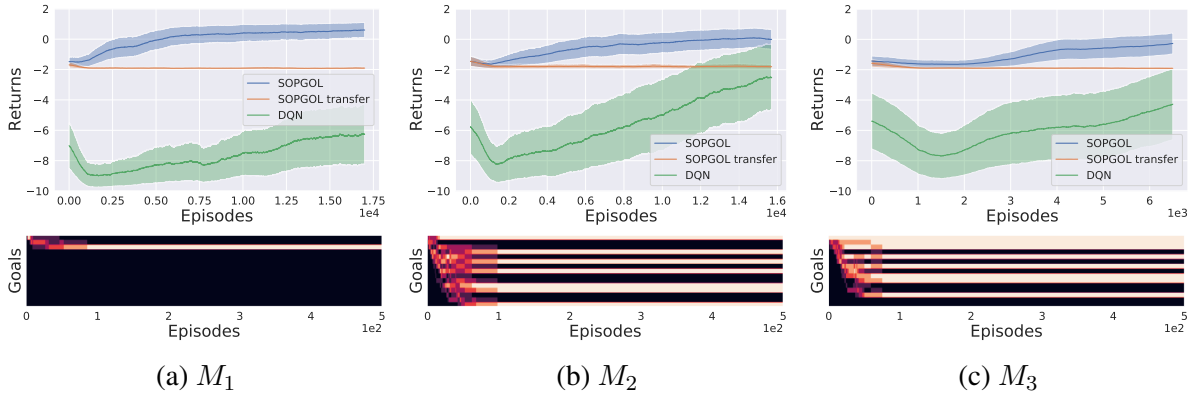 0
−2
−4
−6
−8
−10
Returns
SOPGOL
SOPGOL transfer
DQN
0.00 0.25 0.50 0.75 1.00 1.25 1.50 1.75
Episodes
1e4
Goals
0 1 2 3 4 5
Episodes
1e2
(a) M1
2
0
−2
−4
−6
−8
−10
Returns
SOPGOL
SOPGOL transfer
DQN
0.0 0.2 0.4 0.6 0.8 1.0 1.2 1.4 1.6
Episodes
1e4
Goals
0 1 2 3 4 5
Episodes
1e2
(b) M2
2
0
−2
−4
−6
−8
−10
Returns
SOPGOL
SOPGOL transfer
DQN
0 1 2 3 4 5 6
Episodes
1e3
Goals
0 1 2 3 4 5
Episodes
1e2
(c) M3